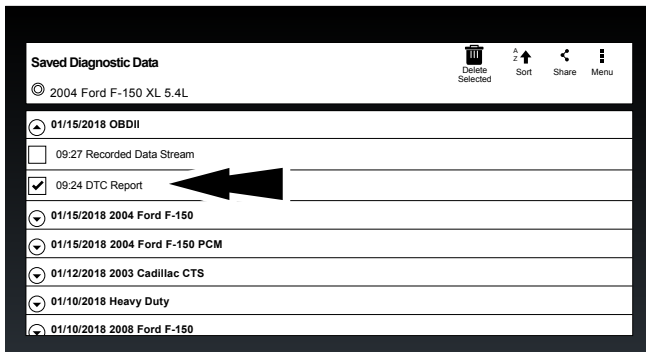 Saved Diagnostic Data
2004 Ford F-150 XL 5.4L
Delete
Selected
A
Z
Sort
Share
Menu
01/15/2018 OBDII
09:27 Recorded Data Stream
09:24 DTC Report
01/15/2018 2004 Ford F-150
01/15/2018 2004 Ford F-150 PCM
01/12/2018 2003 Cadillac CTS
01/10/2018 Heavy Duty
01/10/2018 2008 Ford F-150